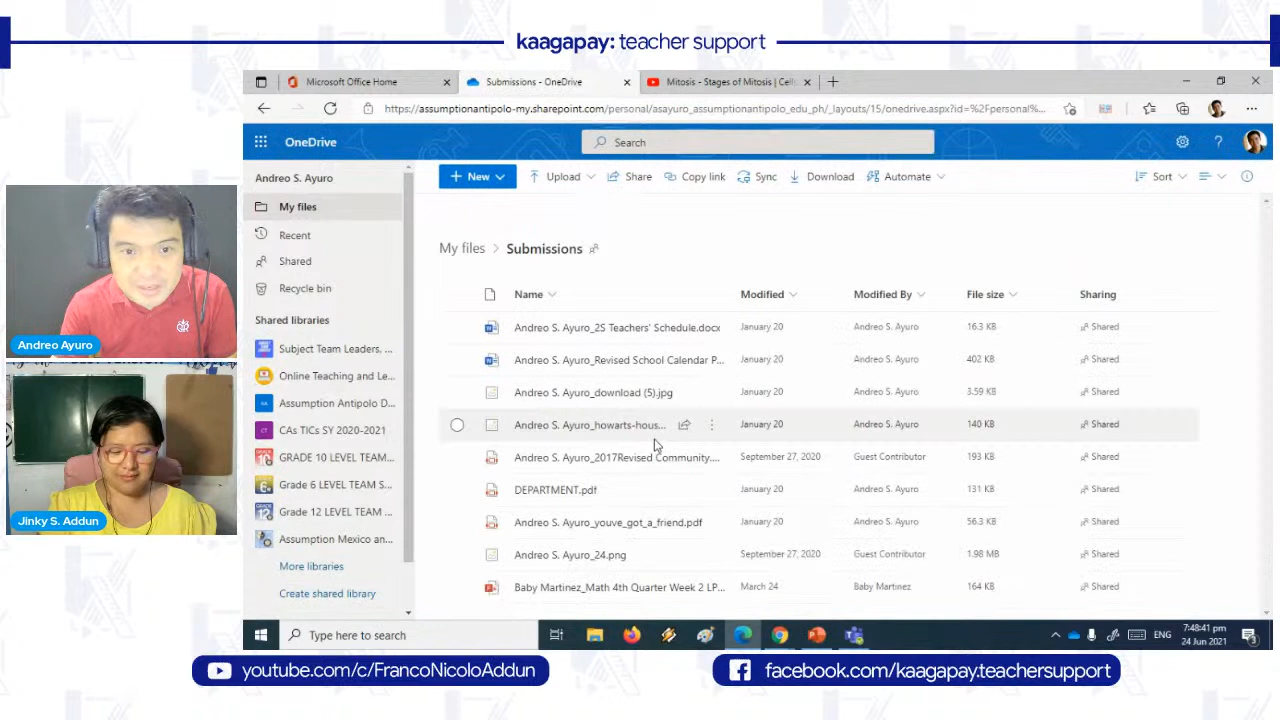 kaagapay: teacher support
Microsoft Office Home
Submissions - OneDrive
Mitosis - Stages of Mitosis | Cells
https://assumptionantipolo-my.sharepoint.com/personal/asayuro_assumptionantipolo_edu_ph/_layouts/15/onedrive.aspx?id=%2Fpersonal%...
OneDrive
Search
Andreo S. Ayuro
New
Upload
Share
Copy link
Sync
Download
Automate
Sort
My files
Recent
Shared
Recycle bin
Shared libraries
Subject Team Leaders, ...
Online Teaching and Le...
Assumption Antipolo D...
CAs TICs SY 2020-2021
GRADE 10 LEVEL TEAM...
Grade 6 LEVEL TEAM S...
Grade 12 LEVEL TEAM ...
Assumption Mexico an...
More libraries
Create shared library
My files > Submissions
Name Modified Modified By File size Sharing
Andreo S. Ayuro_2S Teachers' Schedule.docx January 20 Andreo S. Ayuro 16.3 KB Shared
Andreo S. Ayuro_Revised School Calendar P... January 20 Andreo S. Ayuro 402 KB Shared
Andreo S. Ayuro_download (5).jpg January 20 Andreo S. Ayuro 3.59 KB Shared
Andreo S. Ayuro_howarts-hous... January 20 Andreo S. Ayuro 140 KB Shared
Andreo S. Ayuro_2017Revised Community.... September 27, 2020 Guest Contributor 193 KB Shared
DEPARTMENT.pdf January 20 Andreo S. Ayuro 131 KB Shared
Andreo S. Ayuro_youve_got_a_friend.pdf January 20 Andreo S. Ayuro 56.3 KB Shared
Andreo S. Ayuro_24.png September 27, 2020 Guest Contributor 1.98 MB Shared
Baby Martinez_Math 4th Quarter Week 2 LP... March 24 Baby Martinez 164 KB Shared
Andreo Ayuro
Jinky S. Addun
Type here to search
ENG
7:48:41 pm
24 Jun 2021
youtube.com/c/FrancoNicoloAddun
facebook.com/kaagapay.teachersupport